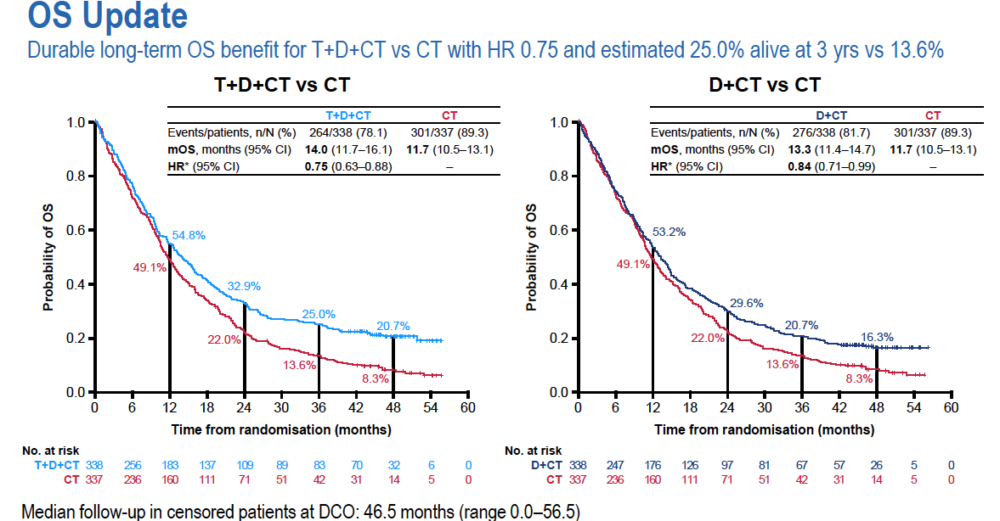 OS Update
Durable long-term OS benefit for T+D+CT vs CT with HR 0.75 and estimated 25.0% alive at 3 yrs vs 13.6%
T+D+CT vs CT
T+D+CT CT
Events/patients, n/N (%) 264/338 (78.1) 301/337 (89.3)
mOS, months (95% CI) 14.0 (11.7–16.1) 11.7 (10.5–13.1)
HR* (95% CI) 0.75 (0.63–0.88) –
Probability of OS
1.0
0.8
0.6
0.4
0.2
0.0
54.8%
49.1%
32.9%
22.0%
25.0%
13.6%
20.7%
8.3%
0 6 12 18 24 30 36 42 48 54 60
Time from randomisation (months)
No. at risk
T+D+CT 338 256 183 137 109 89 83 70 32 6 0
CT 337 236 160 111 71 51 42 31 14 5 0
D+CT vs CT
D+CT CT
Events/patients, n/N (%) 276/338 (81.7) 301/337 (89.3)
mOS, months (95% CI) 13.3 (11.4–14.7) 11.7 (10.5–13.1)
HR* (95% CI) 0.84 (0.71–0.99) –
Probability of OS
1.0
0.8
0.6
0.4
0.2
0.0
53.2%
49.1%
29.6%
22.0%
20.7%
13.6%
16.3%
8.3%
0 6 12 18 24 30 36 42 48 54 60
Time from randomisation (months)
No. at risk
D+CT 338 247 176 126 97 81 67 57 26 5 0
CT 337 236 160 111 71 51 42 31 14 5 0
Median follow-up in censored patients at DCO: 46.5 months (range 0.0–56.5)